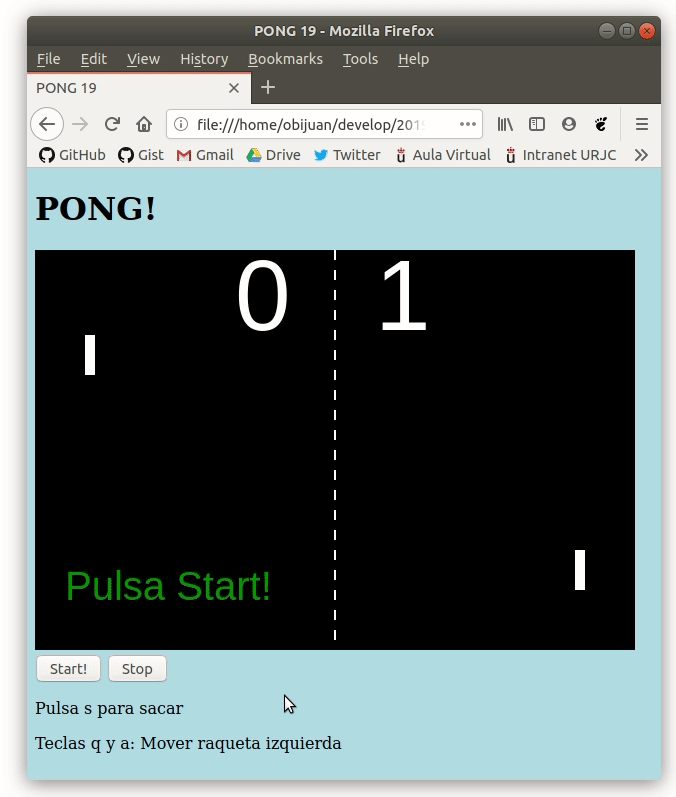 PONG 19 - Mozilla Firefox
File Edit View History Bookmarks Tools Help
PONG 19
file:///home/obijuan/develop/2019
GitHub Gist Gmail Drive Twitter Aula Virtual Intranet URJC
PONG!
0 1
Pulsa Start!
Start! Stop
Pulsa s para sacar
Teclas q y a: Mover raqueta izquierda